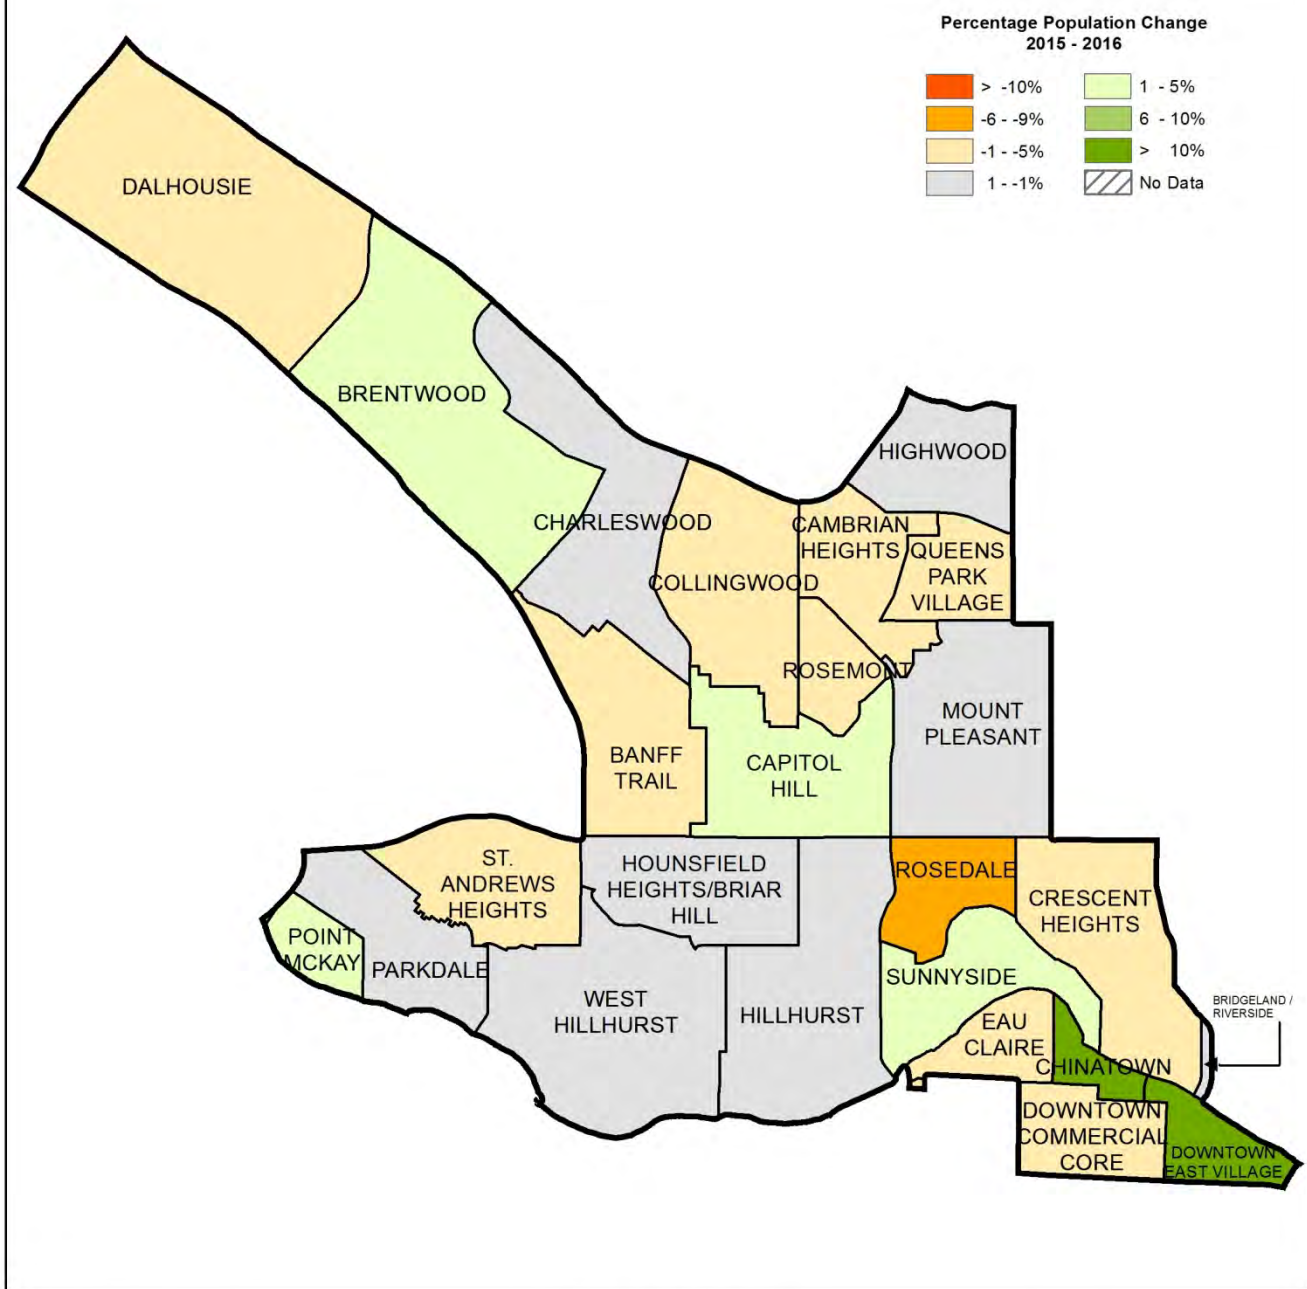 Percentage Population Change
2015 - 2016
> -10%
-6 - -9%
-1 - -5%
1 - -1%
1 - 5%
6 - 10%
> 10%
No Data
DALHOUSIE
BRENTWOOD
CHARLESWOOD
HIGHWOOD
COLLINGWOOD
CAMBRIAN
HEIGHTS
QUEENS
PARK
VILLAGE
ROSEMONT
MOUNT
PLEASANT
BANFF
TRAIL
CAPITOL
HILL
ST.
ANDREWS
HEIGHTS
HOUNSFIELD
HEIGHTS/BRIAR
HILL
ROSEDALE
CRESCENT
HEIGHTS
POINT
MCKAY
PARKDALE
WEST
HILLHURST
HILLHURST
SUNNYSIDE
EAU
CLAIRE
CHINATOWN
BRIDGELAND /
RIVERSIDE
DOWNTOWN
COMMERCIAL
CORE
DOWNTOWN
EAST VILLAGE